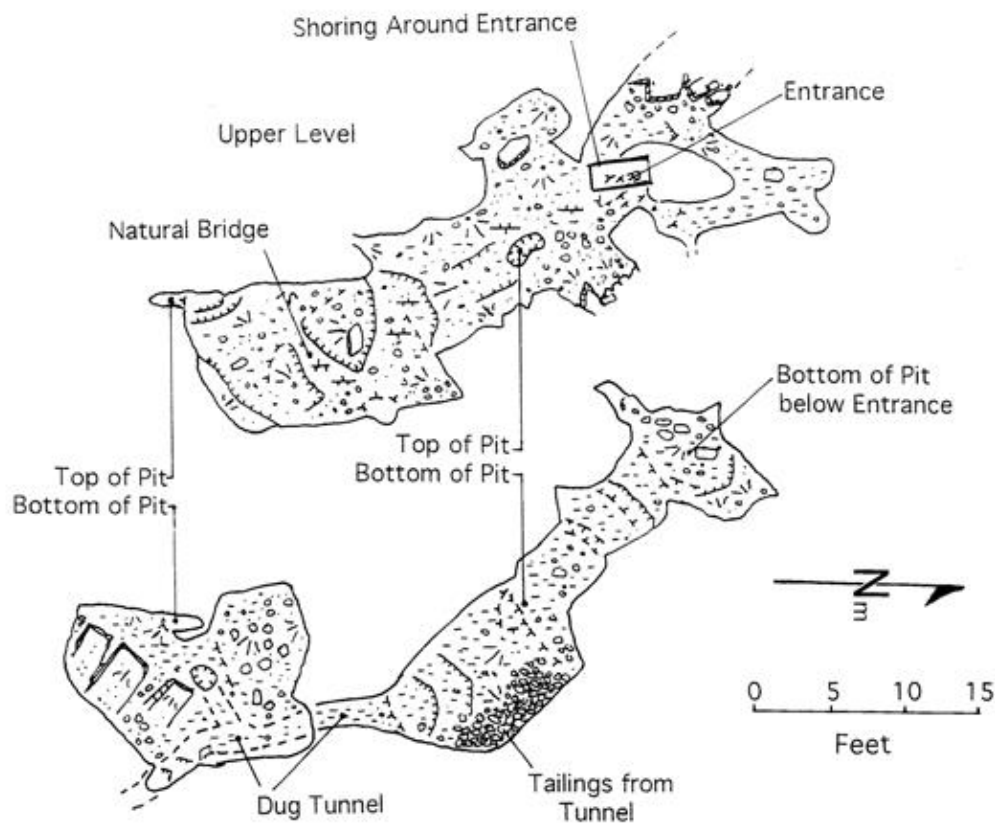 Shoring Around Entrance
Entrance
Upper Level
Natural Bridge
Bottom of Pit
below Entrance
Top of Pit
Bottom of Pit
Top of Pit
Bottom of Pit
N
m
0 5 10 15
Feet
Dug Tunnel
Tailings from
Tunnel